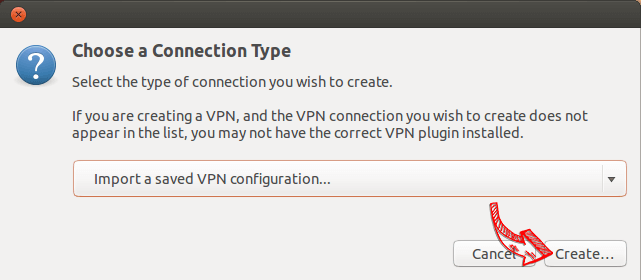 Choose a Connection Type
Select the type of connection you wish to create.
If you are creating a VPN, and the VPN connection you wish to create does not
appear in the list, you may not have the correct VPN plugin installed.
Import a saved VPN configuration...
Cancel
Create...